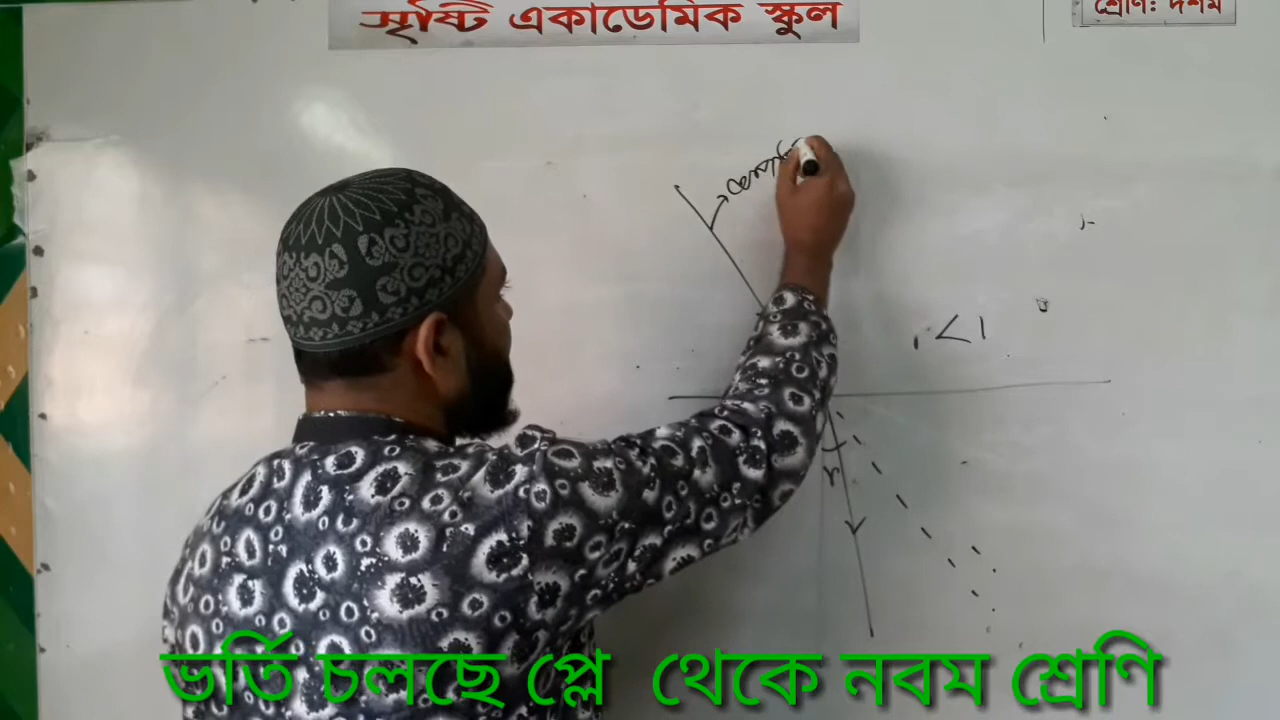 সৃষ্টি একাডেমিক স্কুল
শ্রেণিঃ দশম
r < i
r
ভর্তি চলছে প্লে থেকে নবম শ্রেণি